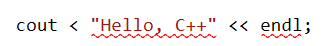 cout < "Hello, C++" << endl;